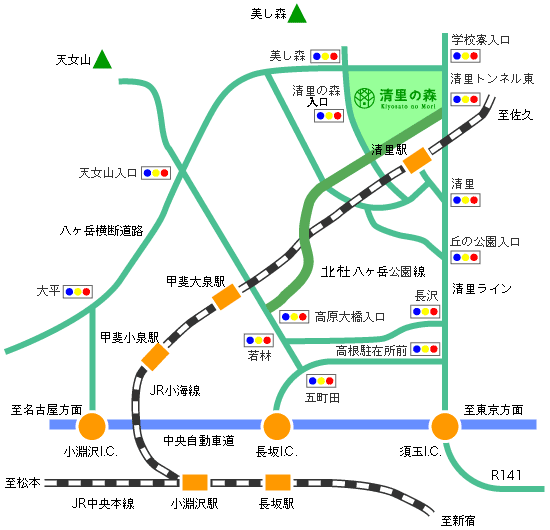 美し森
学校寮入口
美し森
天女山
清里トンネル東
清里の森
入口
清里の森
Kiyosato no Mori
至佐久
清里駅
天女山入口
清里
八ヶ岳横断道路
丘の公園入口
北杜八ヶ岳公園線
甲斐大泉駅
清里ライン
大平
長沢
高原大橋入口
甲斐小泉駅
若林
高根駐在所前
JR小海線
五町田
至名古屋方面
至東京方面
中央自動車道
小淵沢I.C.
長坂I.C.
須玉I.C.
R141
至松本
JR中央本線
小淵沢駅
長坂駅
至新宿